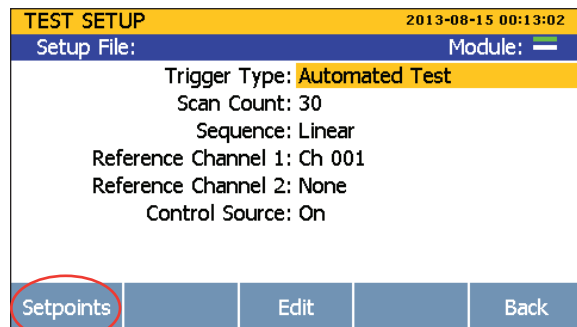 TEST SETUP 2013-08-15 00:13:02
Setup File: Module:
Trigger Type: Automated Test
Scan Count: 30
Sequence: Linear
Reference Channel 1: Ch 001
Reference Channel 2: None
Control Source: On
Setpoints Edit Back